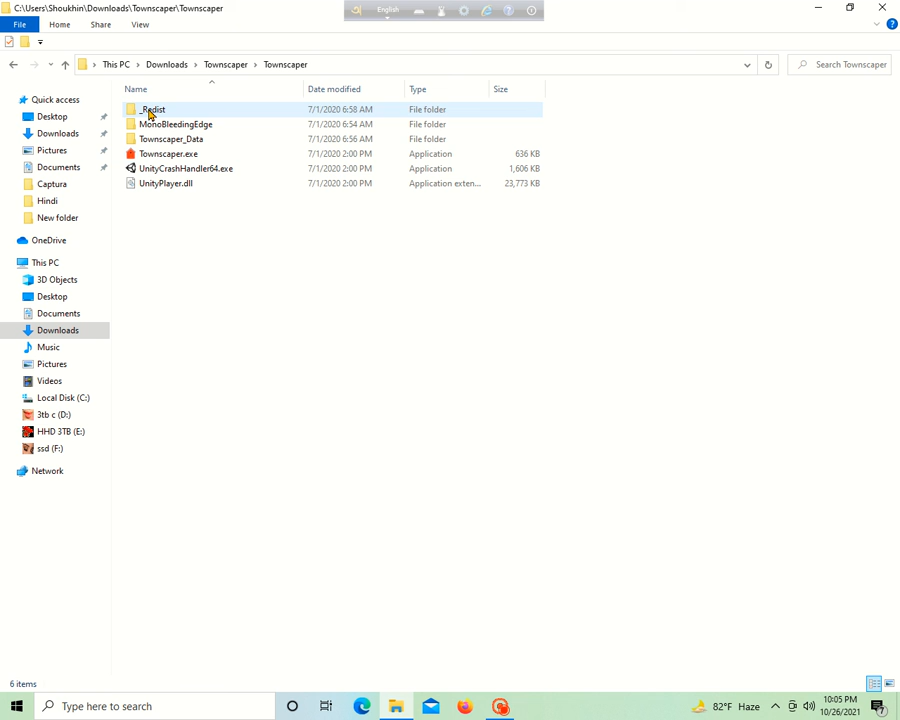 C:\Users\Shoukhin\Downloads\Townscaper\Townscaper
English
File Home Share View
This PC > Downloads > Townscaper > Townscaper
Search Townscaper
Name Date modified Type Size
_Redist 7/1/2020 6:58 AM File folder
MonoBleedingEdge 7/1/2020 6:54 AM File folder
Townscaper_Data 7/1/2020 6:56 AM File folder
Townscaper.exe 7/1/2020 2:00 PM Application 636 KB
UnityCrashHandler64.exe 7/1/2020 2:00 PM Application 1,606 KB
UnityPlayer.dll 7/1/2020 2:00 PM Application exten... 23,773 KB
Quick access
Desktop
Downloads
Pictures
Documents
Captura
Hindi
New folder
OneDrive
This PC
3D Objects
Desktop
Documents
Downloads
Music
Pictures
Videos
Local Disk (C:)
3tb c (D:)
HHD 3TB (E:)
ssd (F:)
Network
6 items
Type here to search
82°F Haze
10:05 PM
10/26/2021
7